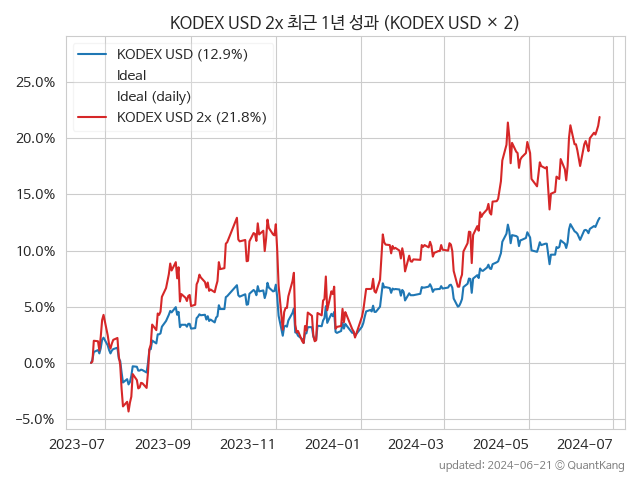 KODEX USD 2x 최근 1년 성과 (KODEX USD × 2)
KODEX USD (12.9%)
Ideal
Ideal (daily)
KODEX USD 2x (21.8%)
25.0%
20.0%
15.0%
10.0%
5.0%
0.0%
−5.0%
2023-07 2023-09 2023-11 2024-01 2024-03 2024-05 2024-07
updated: 2024-06-21 © QuantKang